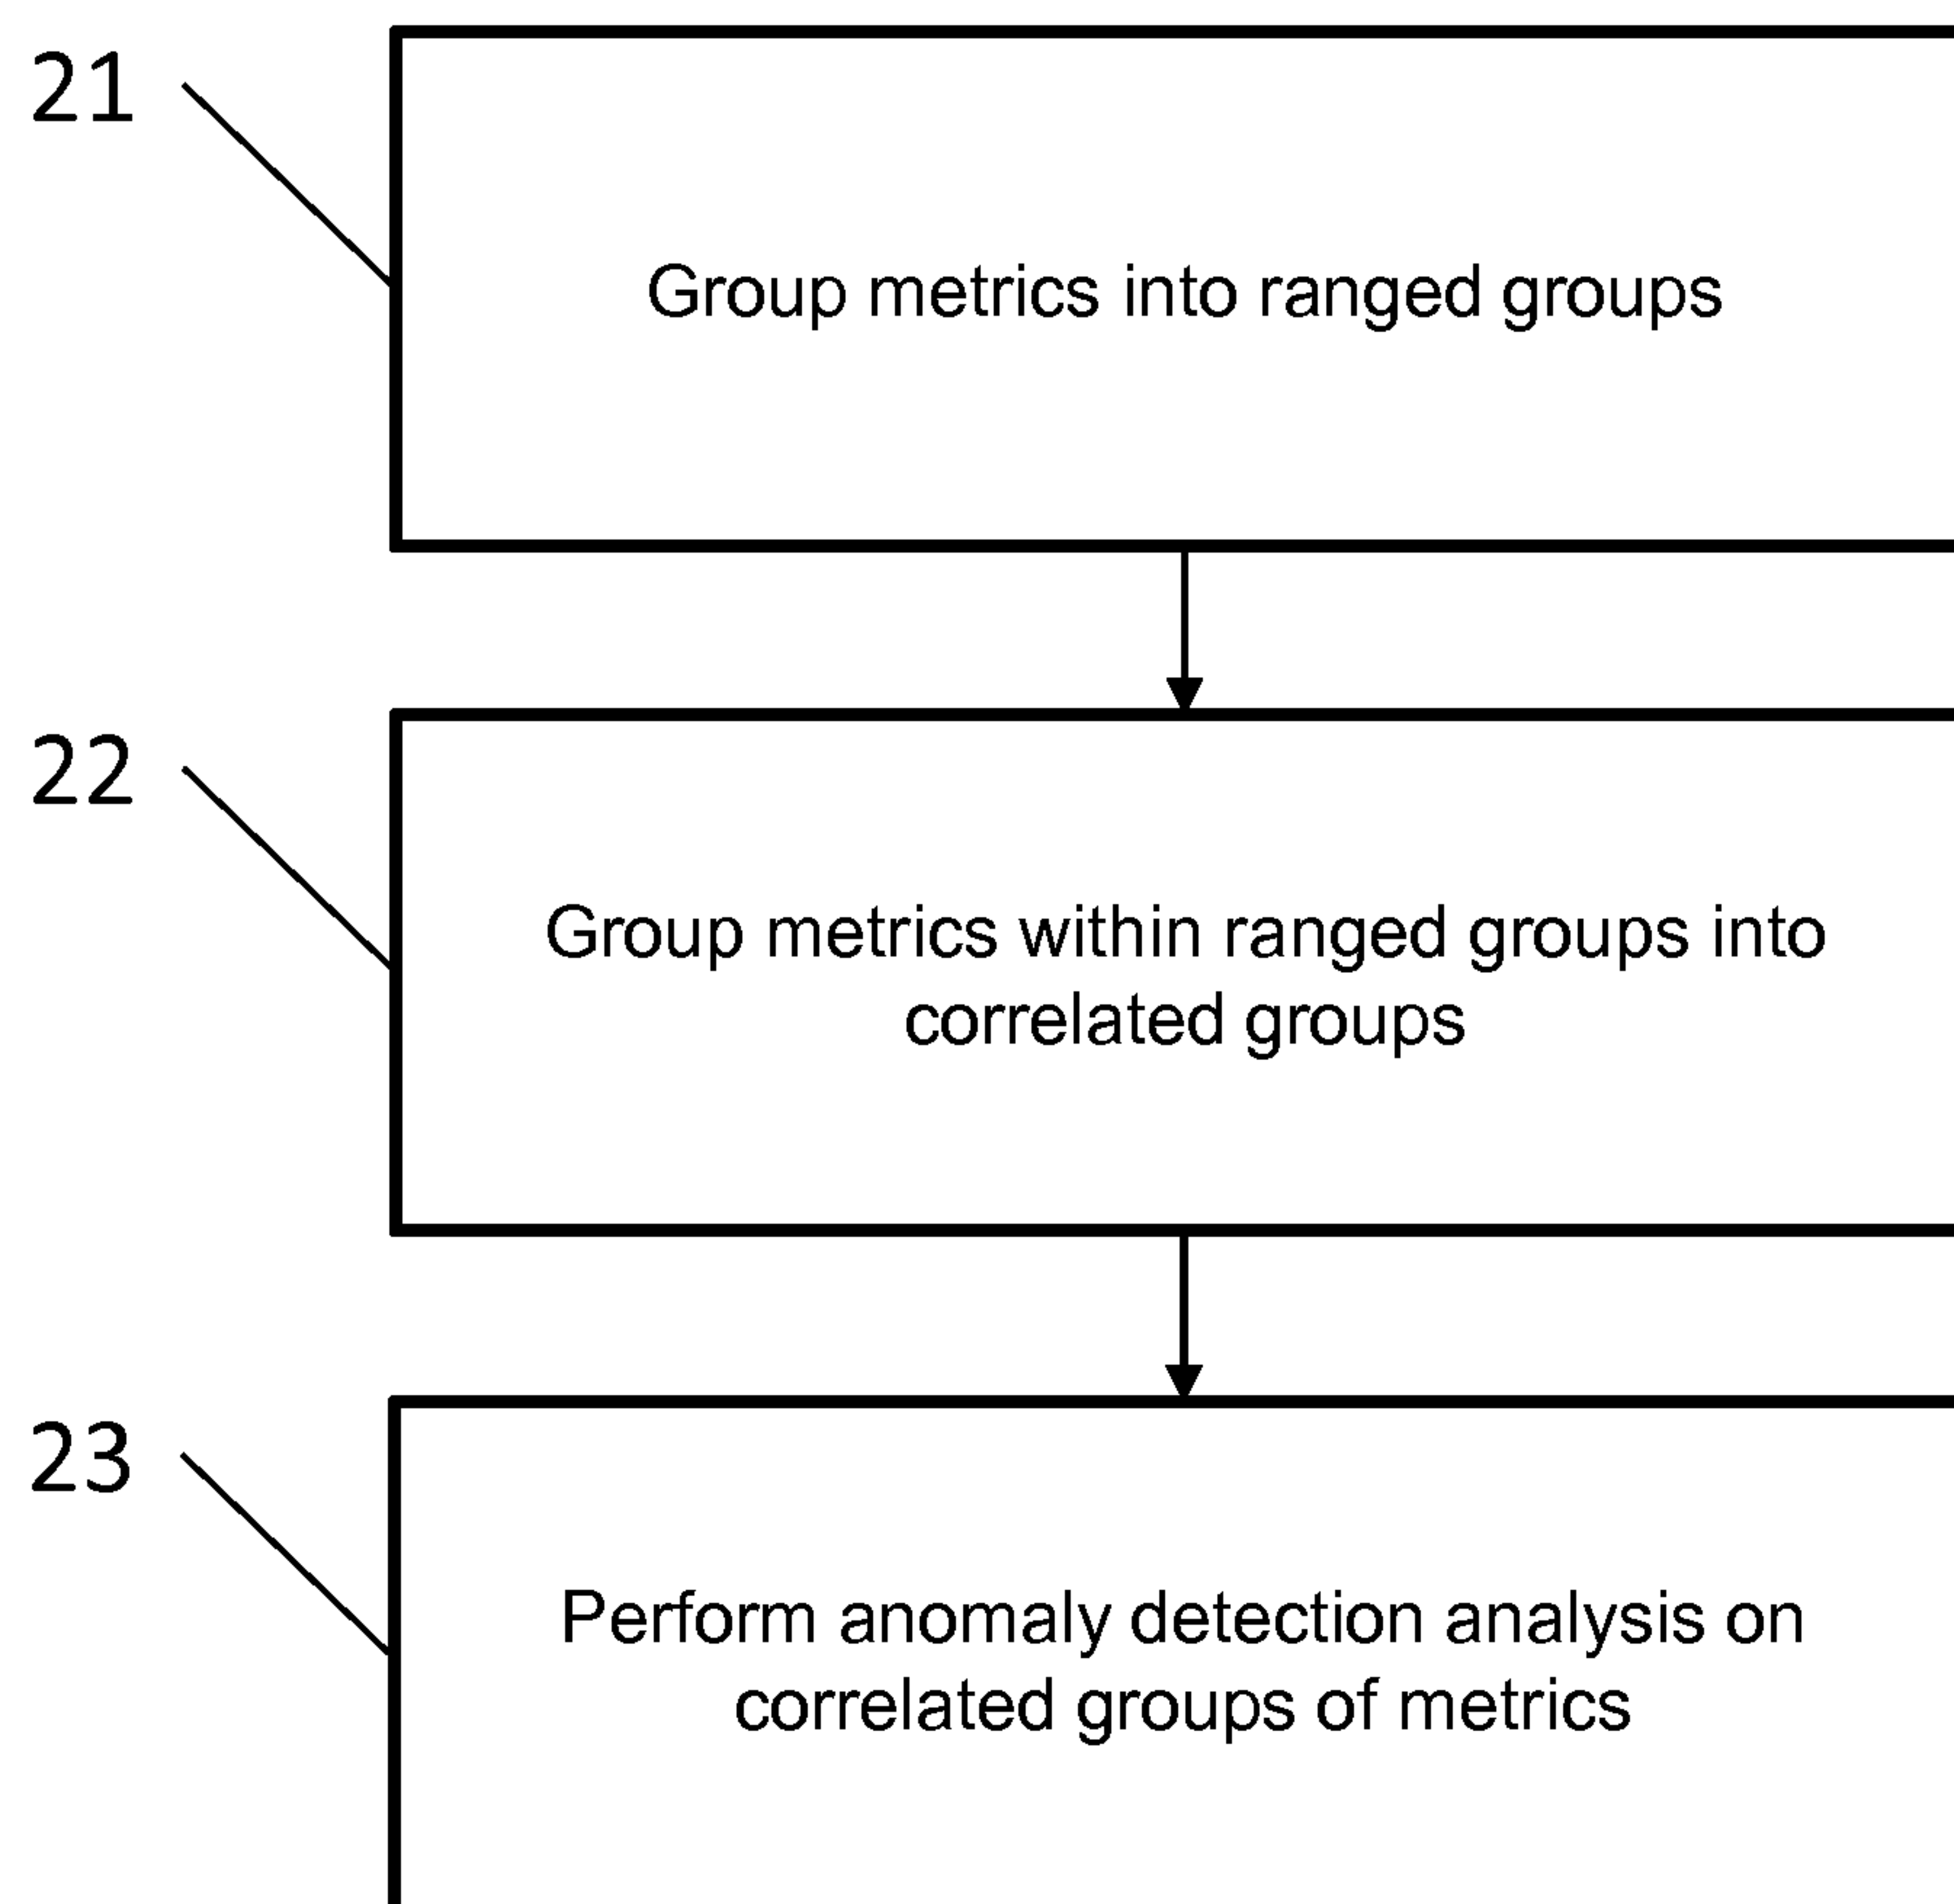 21
Group metrics into ranged groups
22
Group metrics within ranged groups into
correlated groups
23
Perform anomaly detection analysis on
correlated groups of metrics